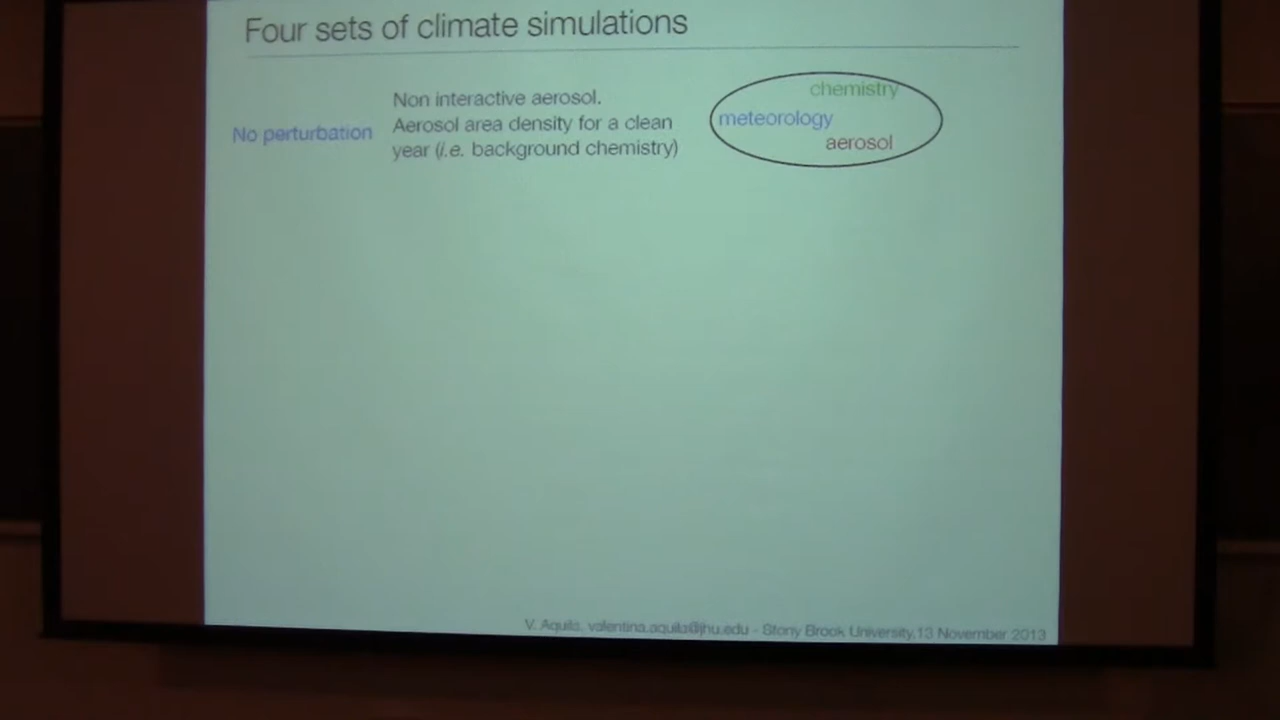 Four sets of climate simulations
No perturbation
Non interactive aerosol.
Aerosol area density for a clean
year (i.e. background chemistry)
chemistry
meteorology
aerosol
V. Aquila, valentina.aquila@jhu.edu - Stony Brook University, 13 November 2013